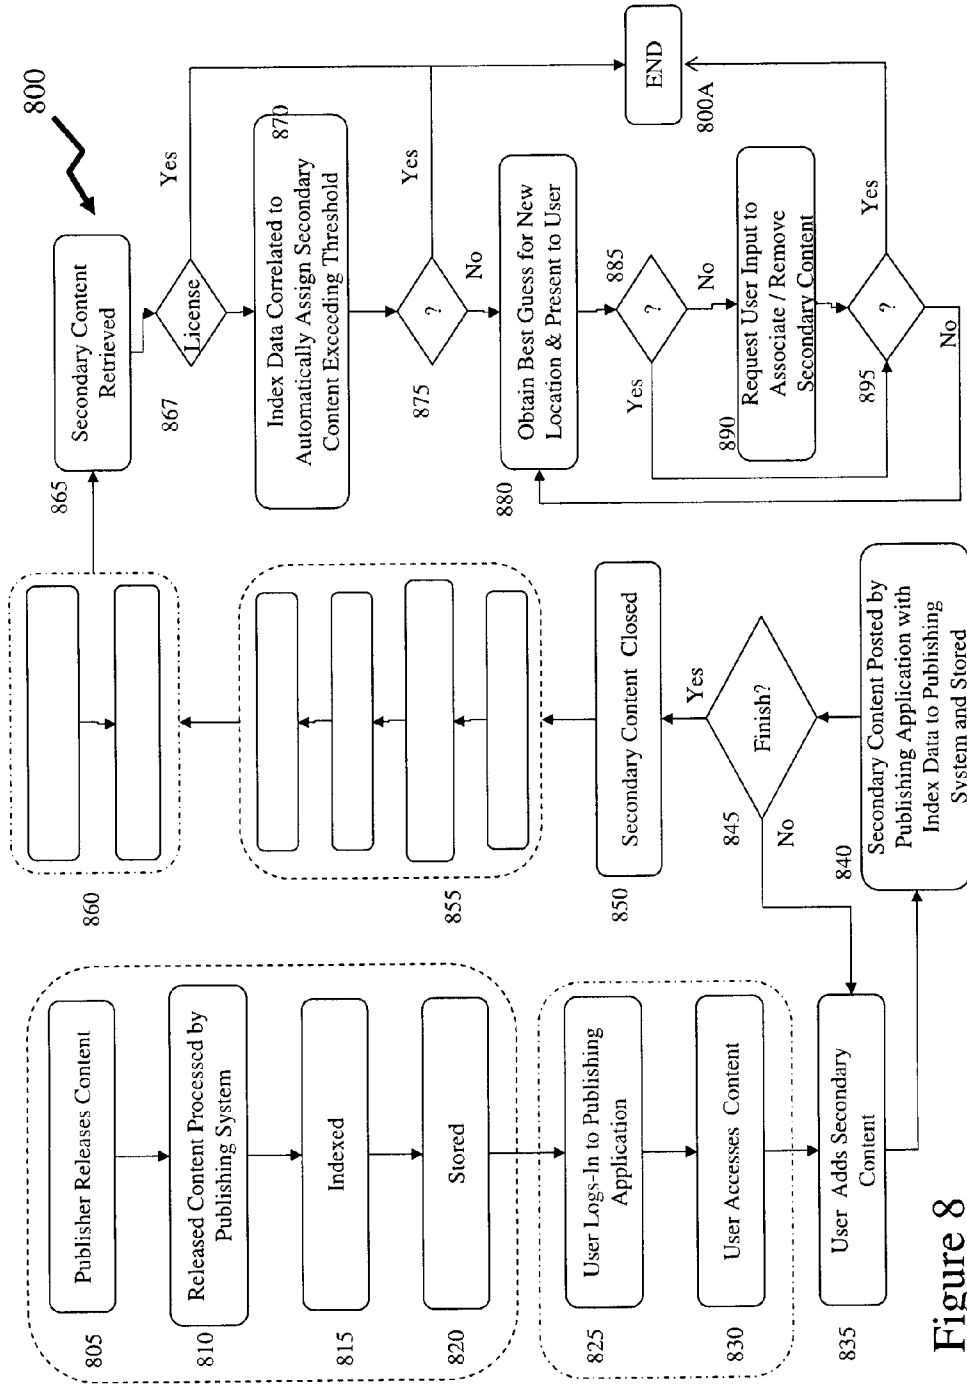 800
805
Publisher Releases Content
810
Released Content Processed by
Publishing System
815
Indexed
820
Stored
825
User Logs-In to Publishing
Application
830
User Accesses Content
835
User Adds Secondary
Content
860
855
850
Secondary Content Closed
845
Finish?
Yes
No
840
Secondary Content Posted by
Publishing Application with
Index Data to Publishing
System and Stored
865
Secondary Content
Retrieved
867
License
Yes
870
Index Data Correlated to
Automatically Assign Secondary
Content Exceeding Threshold
875
?
Yes
No
880
Obtain Best Guess for New
Location & Present to User
885
?
Yes
No
890
Request User Input to
Associate / Remove
Secondary Content
895
?
Yes
No
END
800A
Figure 8